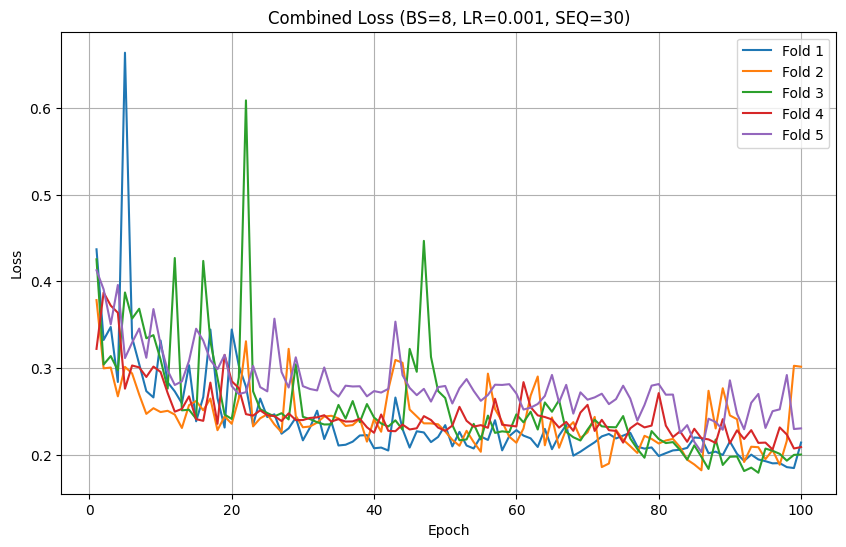 Combined Loss (BS=8, LR=0.001, SEQ=30)
Fold 1
Fold 2
Fold 3
Fold 4
Fold 5
Loss
0.6
0.5
0.4
0.3
0.2
0
20
40
60
80
100
Epoch